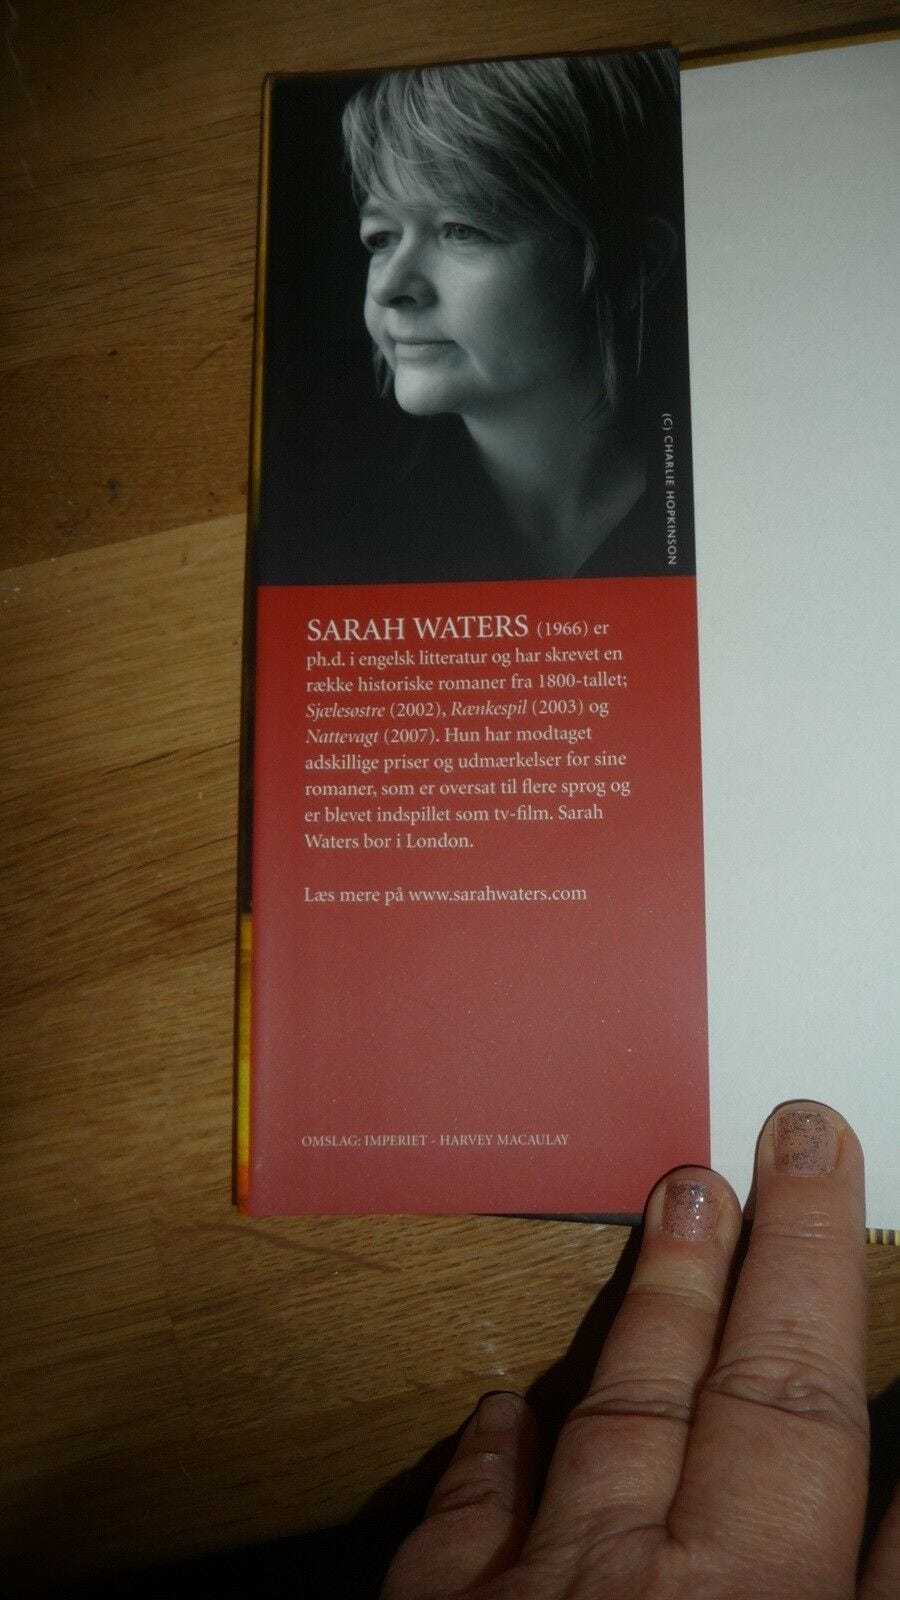 (C) CHARLIE HOPKINSON
SARAH WATERS (1966) er
ph.d. i engelsk litteratur og har skrevet en
række historiske romaner fra 1800-tallet;
Sjælesøstre (2002), Rænkespil (2003) og
Nattevagt (2007). Hun har modtaget
adskillige priser og udmærkelser for sine
romaner, som er oversat til flere sprog og
er blevet indspillet som tv-film. Sarah
Waters bor i London.
Læs mere på www.sarahwaters.com
OMSLAG: IMPERIET - HARVEY MACAULAY